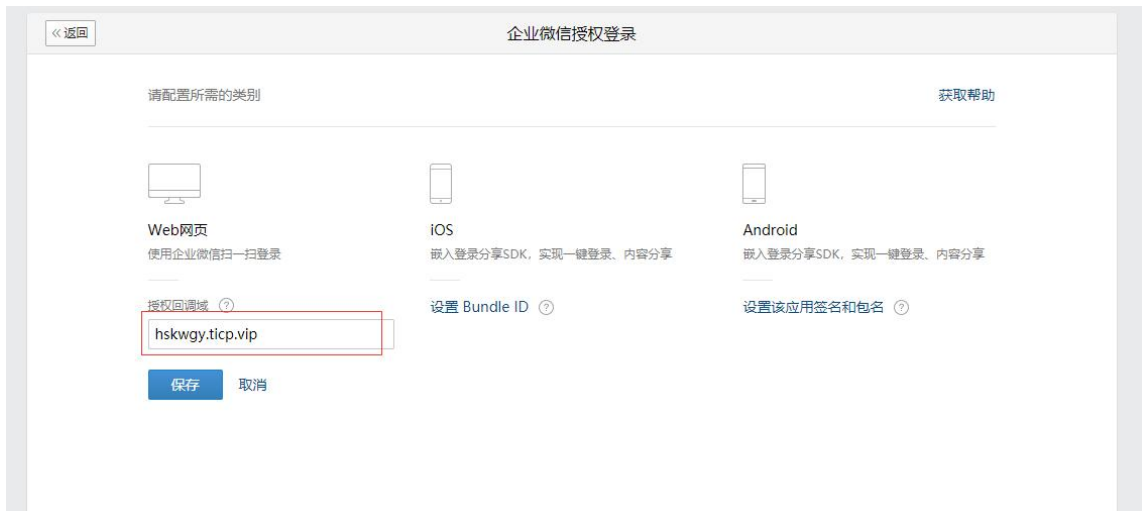 《返回
企业微信授权登录
请配置所需的类别
获取帮助
Web网页
使用企业微信扫一扫登录
iOS
嵌入登录分享SDK，实现一键登录、内容分享
Android
嵌入登录分享SDK，实现一键登录、内容分享
授权回调域 ?
hskwgy.ticp.vip
设置 Bundle ID ?
设置该应用签名和包名 ?
保存 取消